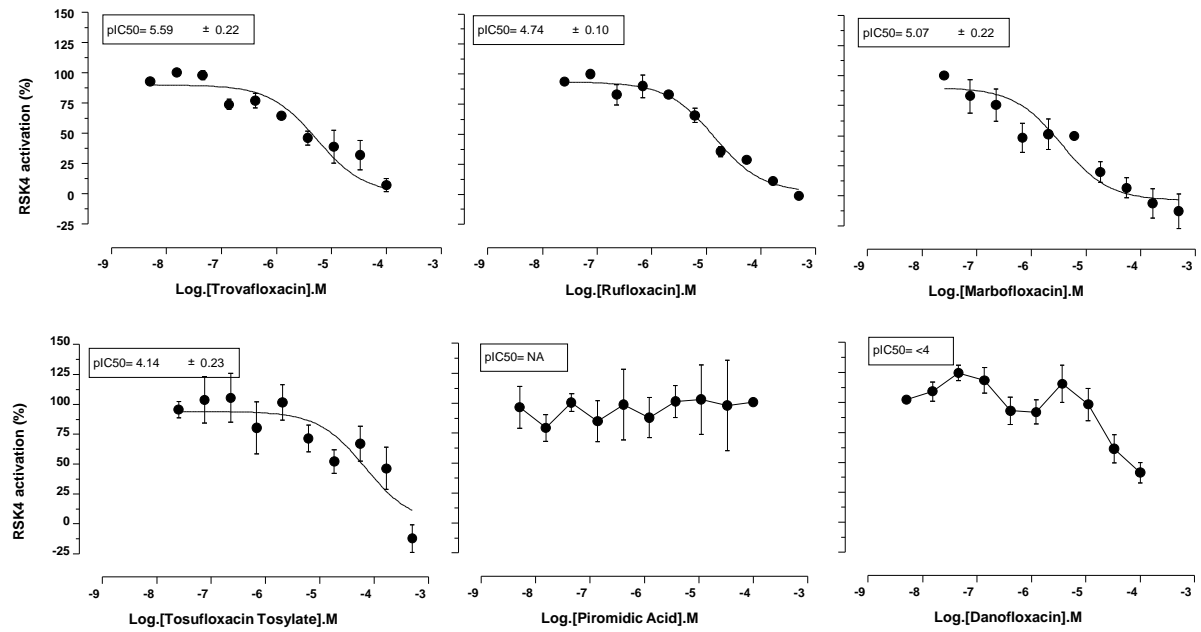 150
125
100
75
50
25
0
-25
RSK4 activation (%)
pIC50= 5.59 ± 0.22
-9 -8 -7 -6 -5 -4 -3
Log.[Trovafloxacin].M
pIC50= 4.74 ± 0.10
-9 -8 -7 -6 -5 -4 -3
Log.[Rufloxacin].M
pIC50= 5.07 ± 0.22
-9 -8 -7 -6 -5 -4 -3
Log.[Marbofloxacin].M
150
125
100
75
50
25
0
-25
RSK4 activation (%)
pIC50= 4.14 ± 0.23
-9 -8 -7 -6 -5 -4 -3
Log.[Tosufloxacin Tosylate].M
pIC50= NA
-9 -8 -7 -6 -5 -4 -3
Log.[Piromidic Acid].M
pIC50= <4
-9 -8 -7 -6 -5 -4 -3
Log.[Danofloxacin].M